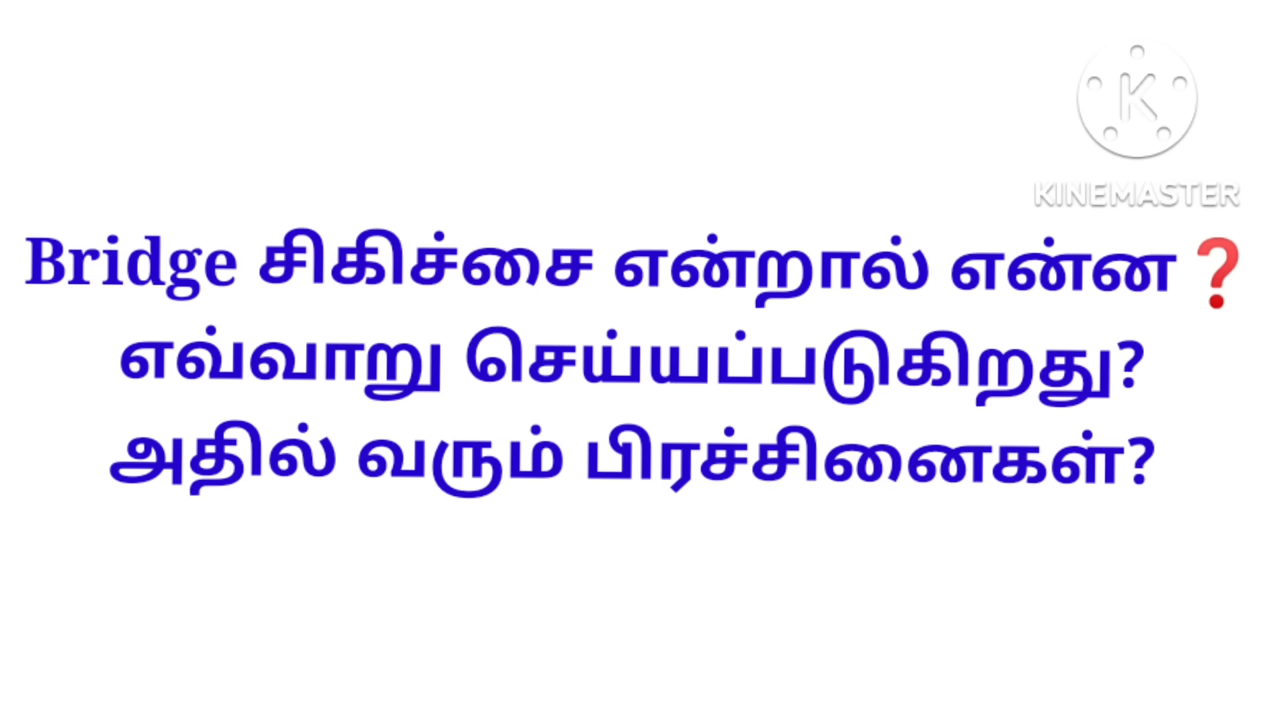 KINEMASTER
Bridge சிகிச்சை என்றால் என்ன❓
எவ்வாறு செய்யப்படுகிறது?
அதில் வரும் பிரச்சினைகள்?